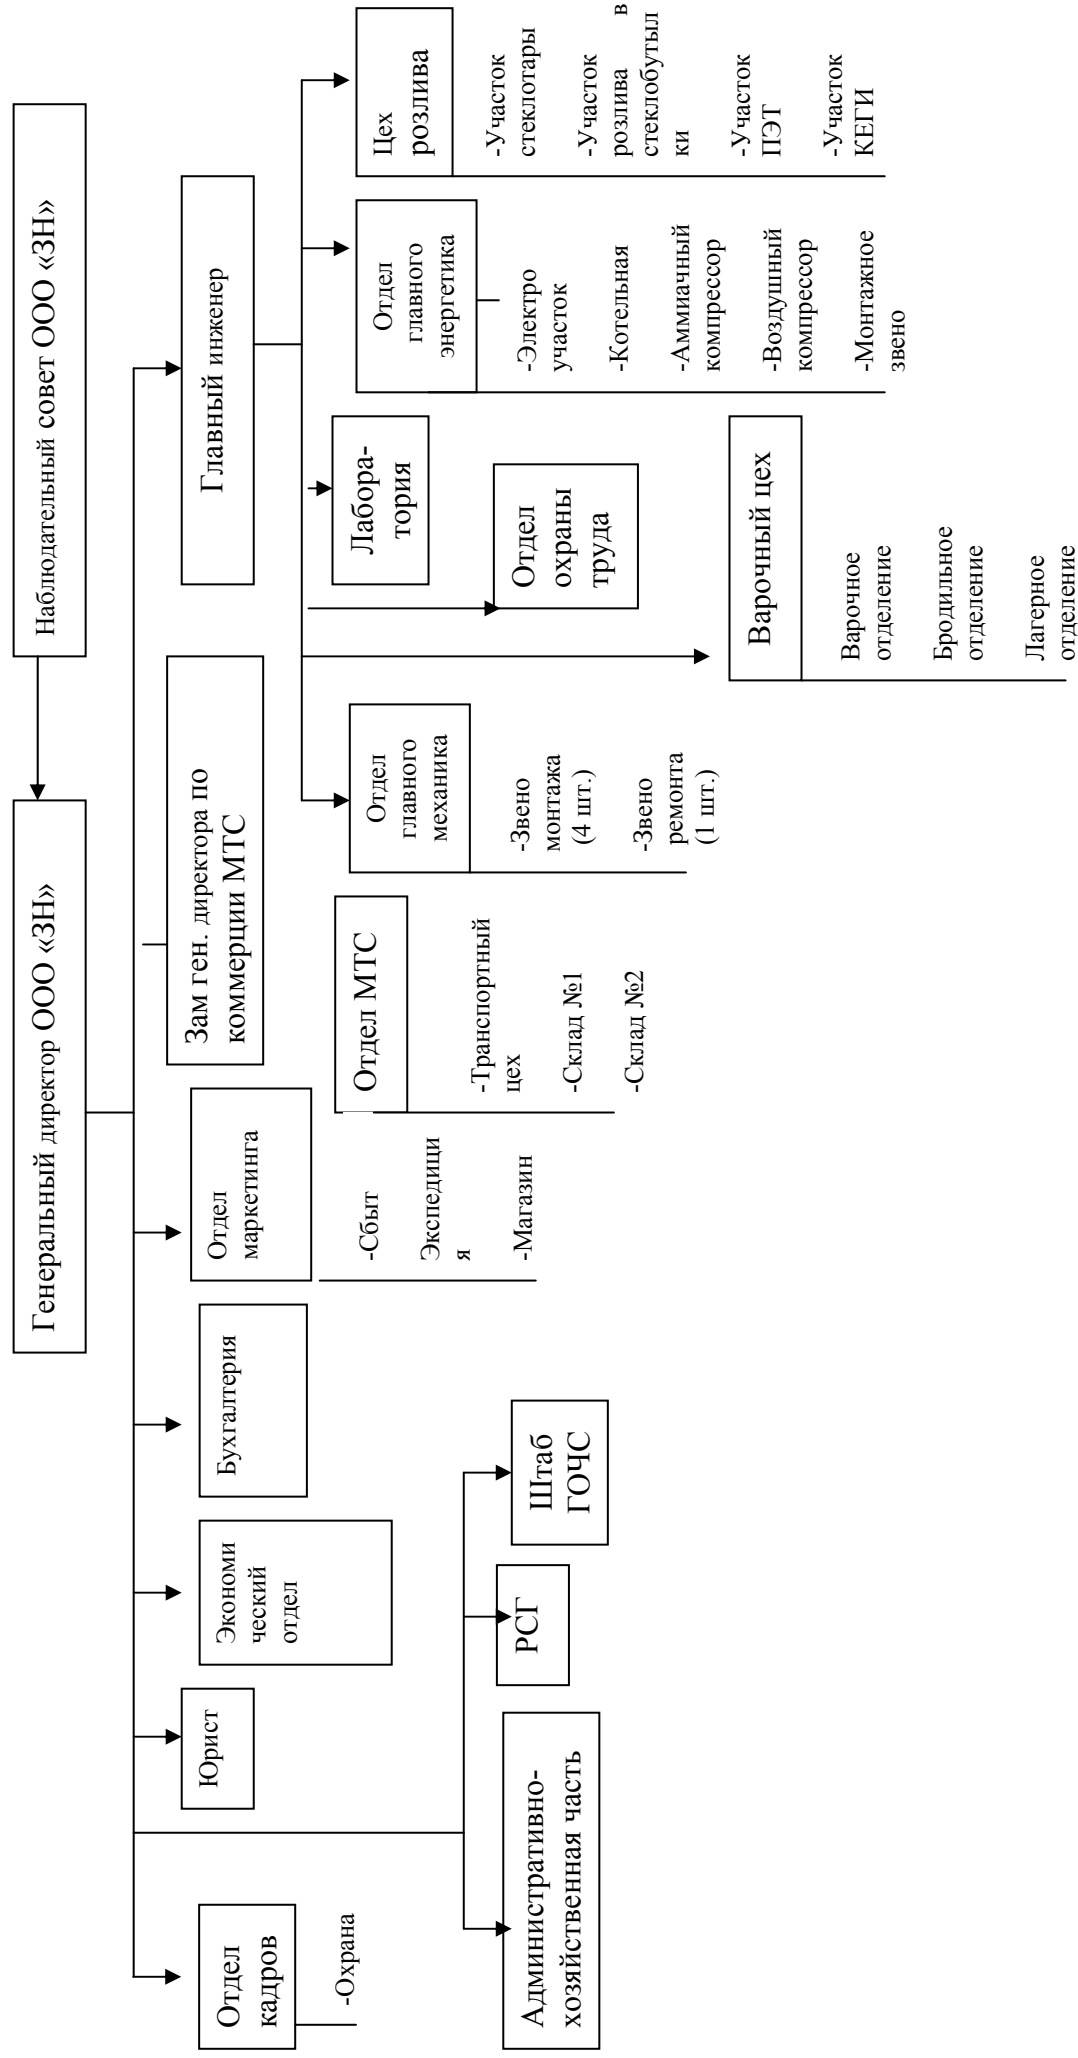 Генеральный директор ООО «ЗН»
Наблюдательный совет ООО «ЗН»
Отдел
кадров
-Охрана
Юрист
Экономи
ческий
отдел
Бухгалтерия
Отдел
маркетинга
-Сбыт
Экспедици
я
-Магазин
Зам ген. директора по
коммерции МТС
Главный инженер
Административно-
хозяйственная часть
РСГ
Штаб
ГОЧС
Отдел МТС
-Транспортный
цех
-Склад №1
-Склад №2
Отдел
главного
механика
-Звено
монтажа
(4 шт.)
-Звено
ремонта
(1 шт.)
Лабора-
тория
Отдел
охраны
труда
Варочный цех
Варочное
отделение
Бродильное
отделение
Лагерное
отделение
Отдел
главного
энергетика
-Электро
участок
-Котельная
-Аммиачный
компрессор
-Воздушный
компрессор
-Монтажное
звено
Цех
розлива
-Участок
стеклотары
-Участок
розлива в
стеклобутыл
ки
-Участок
ПЭТ
-Участок
КЕГИ